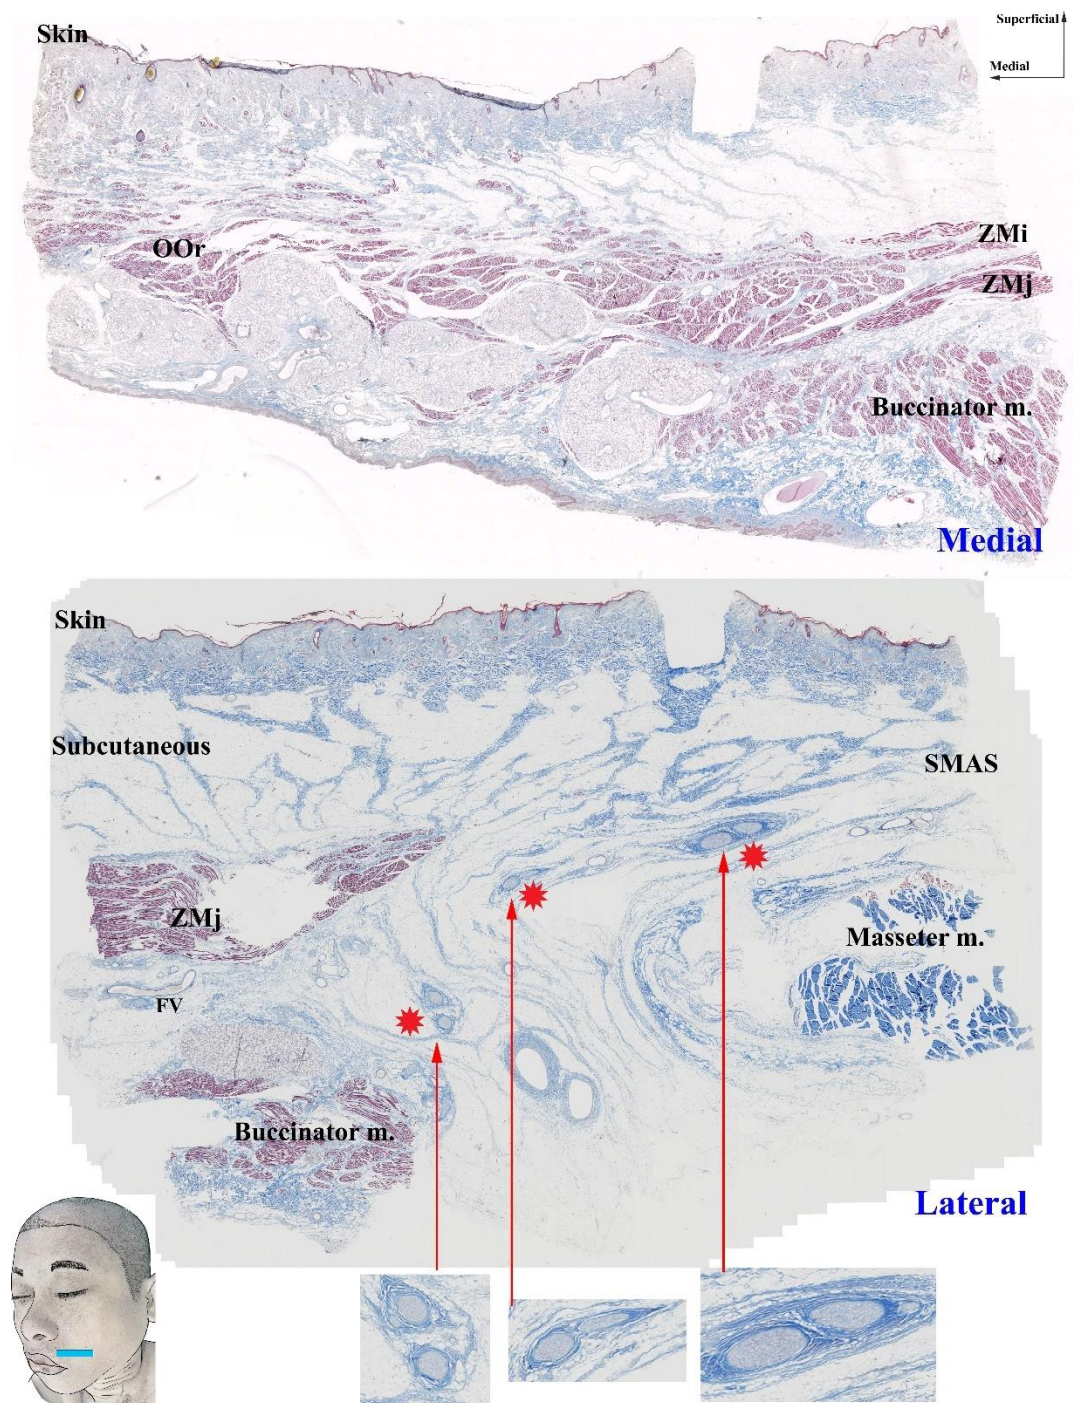 Superficial
Skin
Medial
OOr
ZMi
ZMj
Buccinator m.
Medial
Skin
Subcutaneous
SMAS
ZMj
Masseter m.
FV
Buccinator m.
Lateral